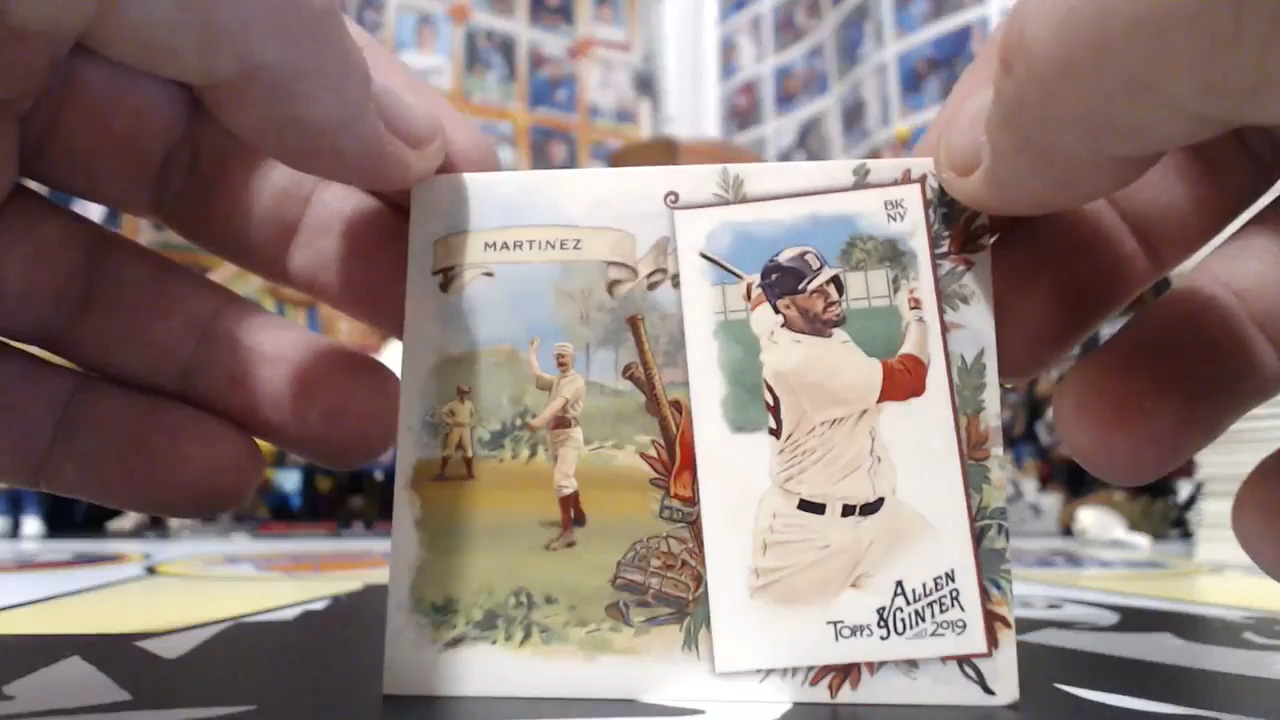 MARTINEZ
BK
NY
B
ALLEN
& GINTER
TOPPS 2019